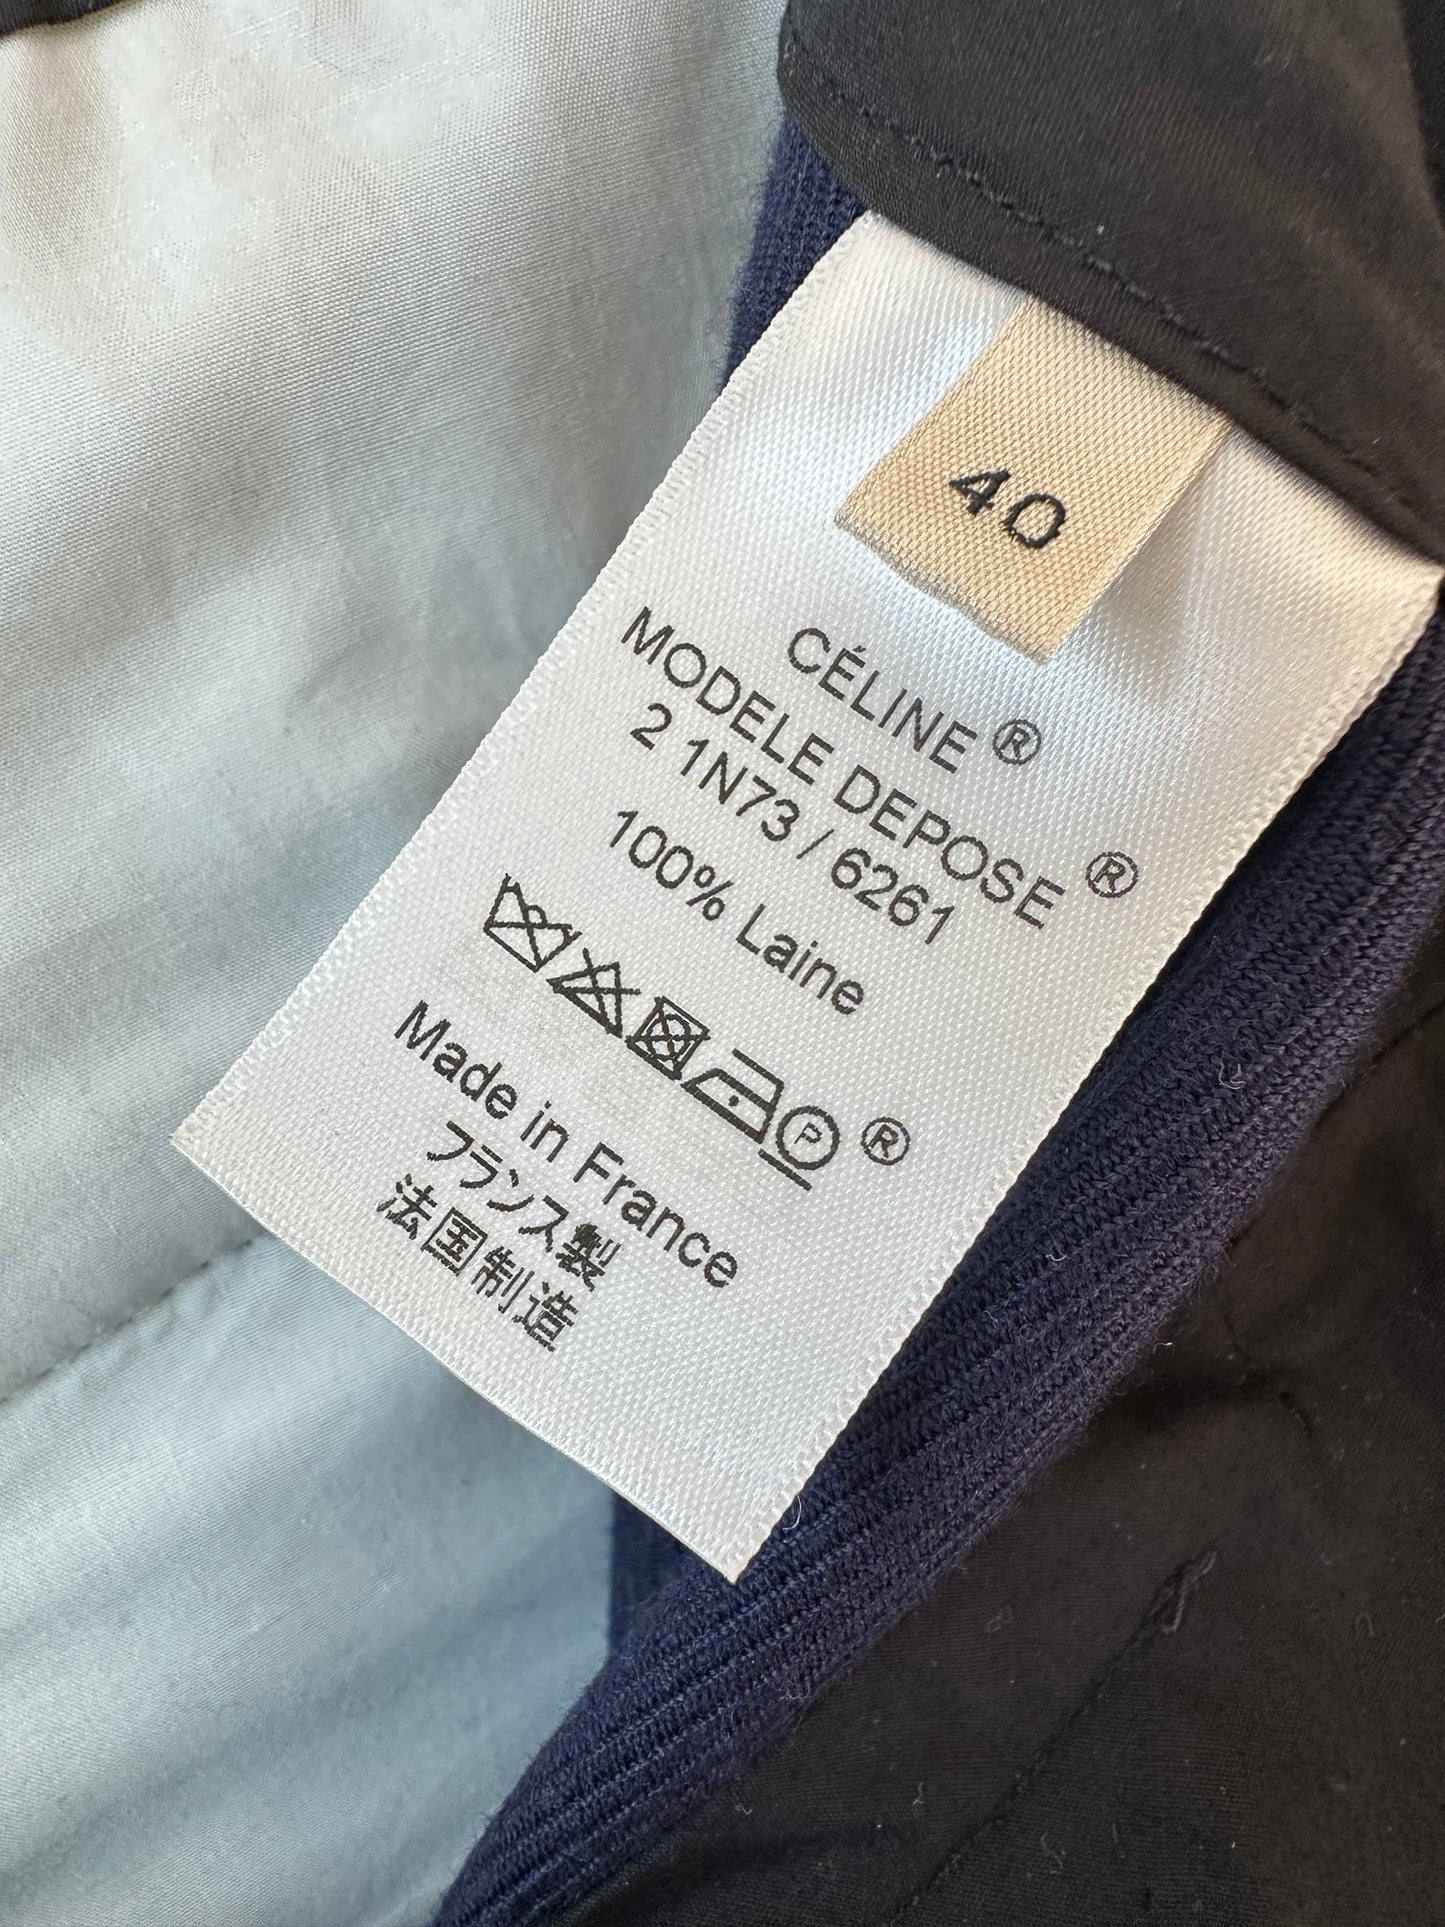 40
CÉLINE ®
MODELE DEPOSE ®
2 1N73 / 6261
100% Laine
P ®
Made in France
フランス製
法国制造